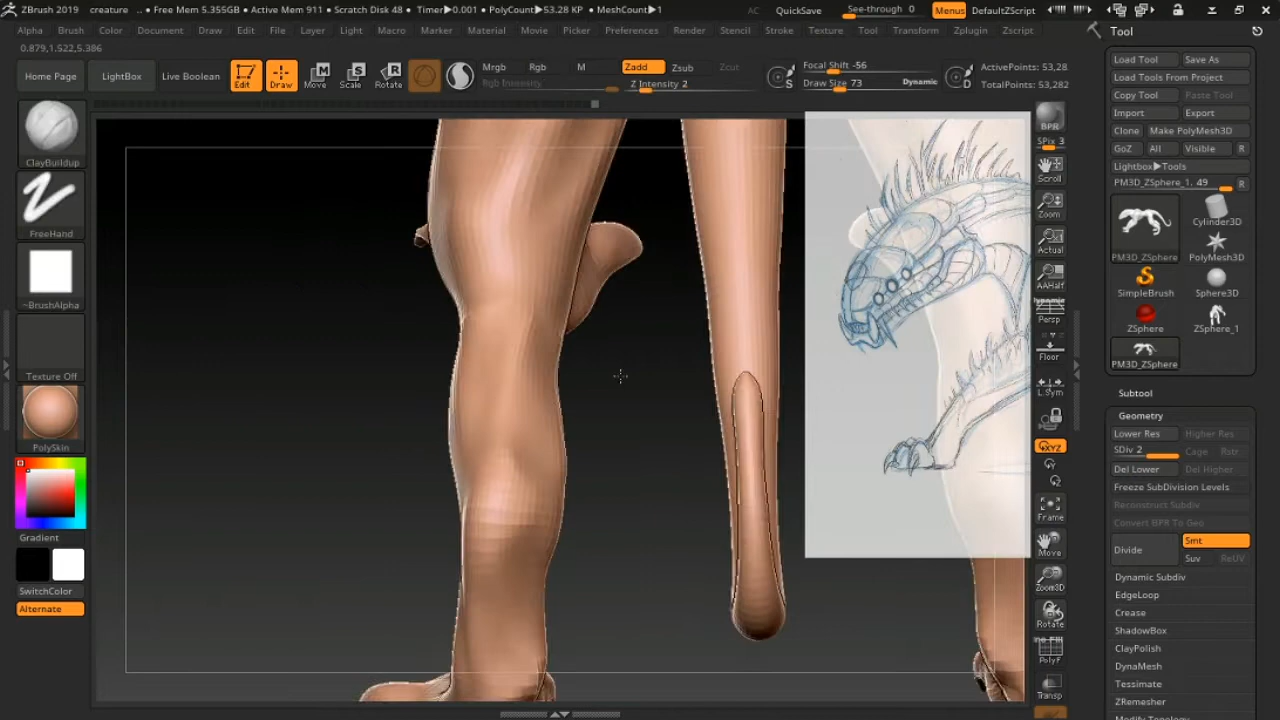 ZBrush 2019 creature .. • Free Mem 5.355GB • Active Mem 911 • Scratch Disk 48 • Timer▶0.001 • PolyCount▶53.28 KP • MeshCount▶1 AC QuickSave See-through 0 Menus DefaultZScript
Alpha Brush Color Document Draw Edit File Layer Light Macro Marker Material Movie Picker Preferences Render Stencil Stroke Texture Tool Transform Zplugin Zscript
0.879,1.522,5.386
Home Page LightBox Live Boolean Edit Draw Move Scale Rotate
Mrgb Rgb M Zadd Zsub Zcut
Rgb Intensity Z Intensity 2
S Focal Shift -56
Draw Size 73 Dynamic
D ActivePoints: 53,28
TotalPoints: 53,282
ClayBuildup
FreeHand
~BrushAlpha
Texture Off
PolySkin
Gradient
SwitchColor
Alternate
BPR
SPix 3
Scroll
Zoom
Actual
AAHalf
Dynamic
Persp
Floor
L.Sym
XYZ
Frame
Move
Zoom3D
Rotate
PolyF
Transp
Tool
Load Tool Save As
Load Tools From Project
Copy Tool Paste Tool
Import Export
Clone Make PolyMesh3D
GoZ All Visible R
Lightbox▶Tools
PM3D_ZSphere_1. 49 R
PM3D_ZSphere Cylinder3D
PolyMesh3D
SimpleBrush Sphere3D
ZSphere ZSphere_1
PM3D_ZSphere
Subtool
Geometry
Lower Res Higher Res
SDiv 2 Cage Rstr
Del Lower Del Higher
Freeze SubDivision Levels
Reconstruct Subdiv
Convert BPR To Geo
Divide Smt
Suv ReUV
Dynamic Subdiv
EdgeLoop
Crease
ShadowBox
ClayPolish
DynaMesh
Tessimate
ZRemesher
Modify Topology